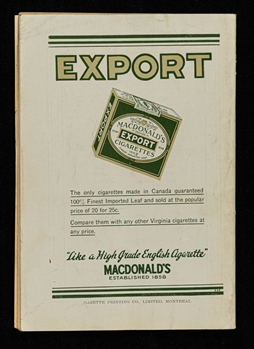 EXPORT
EXPORT
MACDONALD'S
EXPORT
CIGARETTES
The only cigarettes made in Canada guaranteed
100% Finest Imported Leaf and sold at the popular
price of 20 for 25c.
Compare them with any other Virginia cigarettes at
any price.
"Like a High Grade English Cigarette"
MACDONALD'S
ESTABLISHED 1858
GAZETTE PRINTING CO., LIMITED, MONTREAL